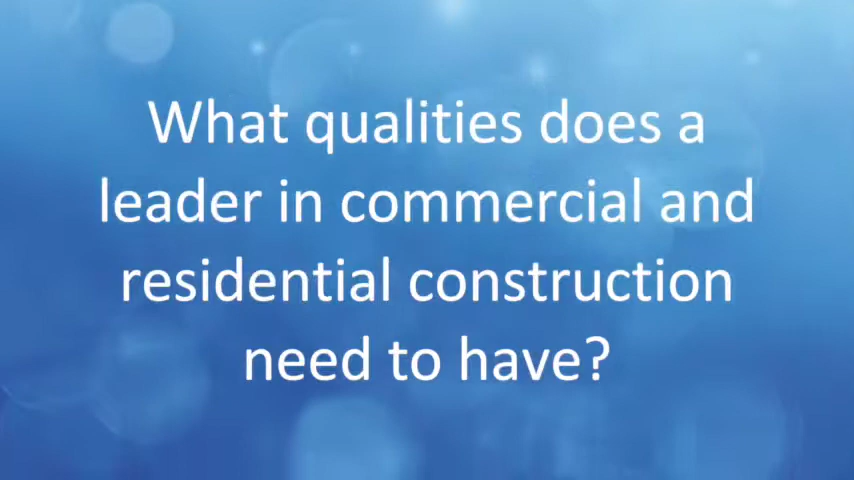 What qualities does a
leader in commercial and
residential construction
need to have?